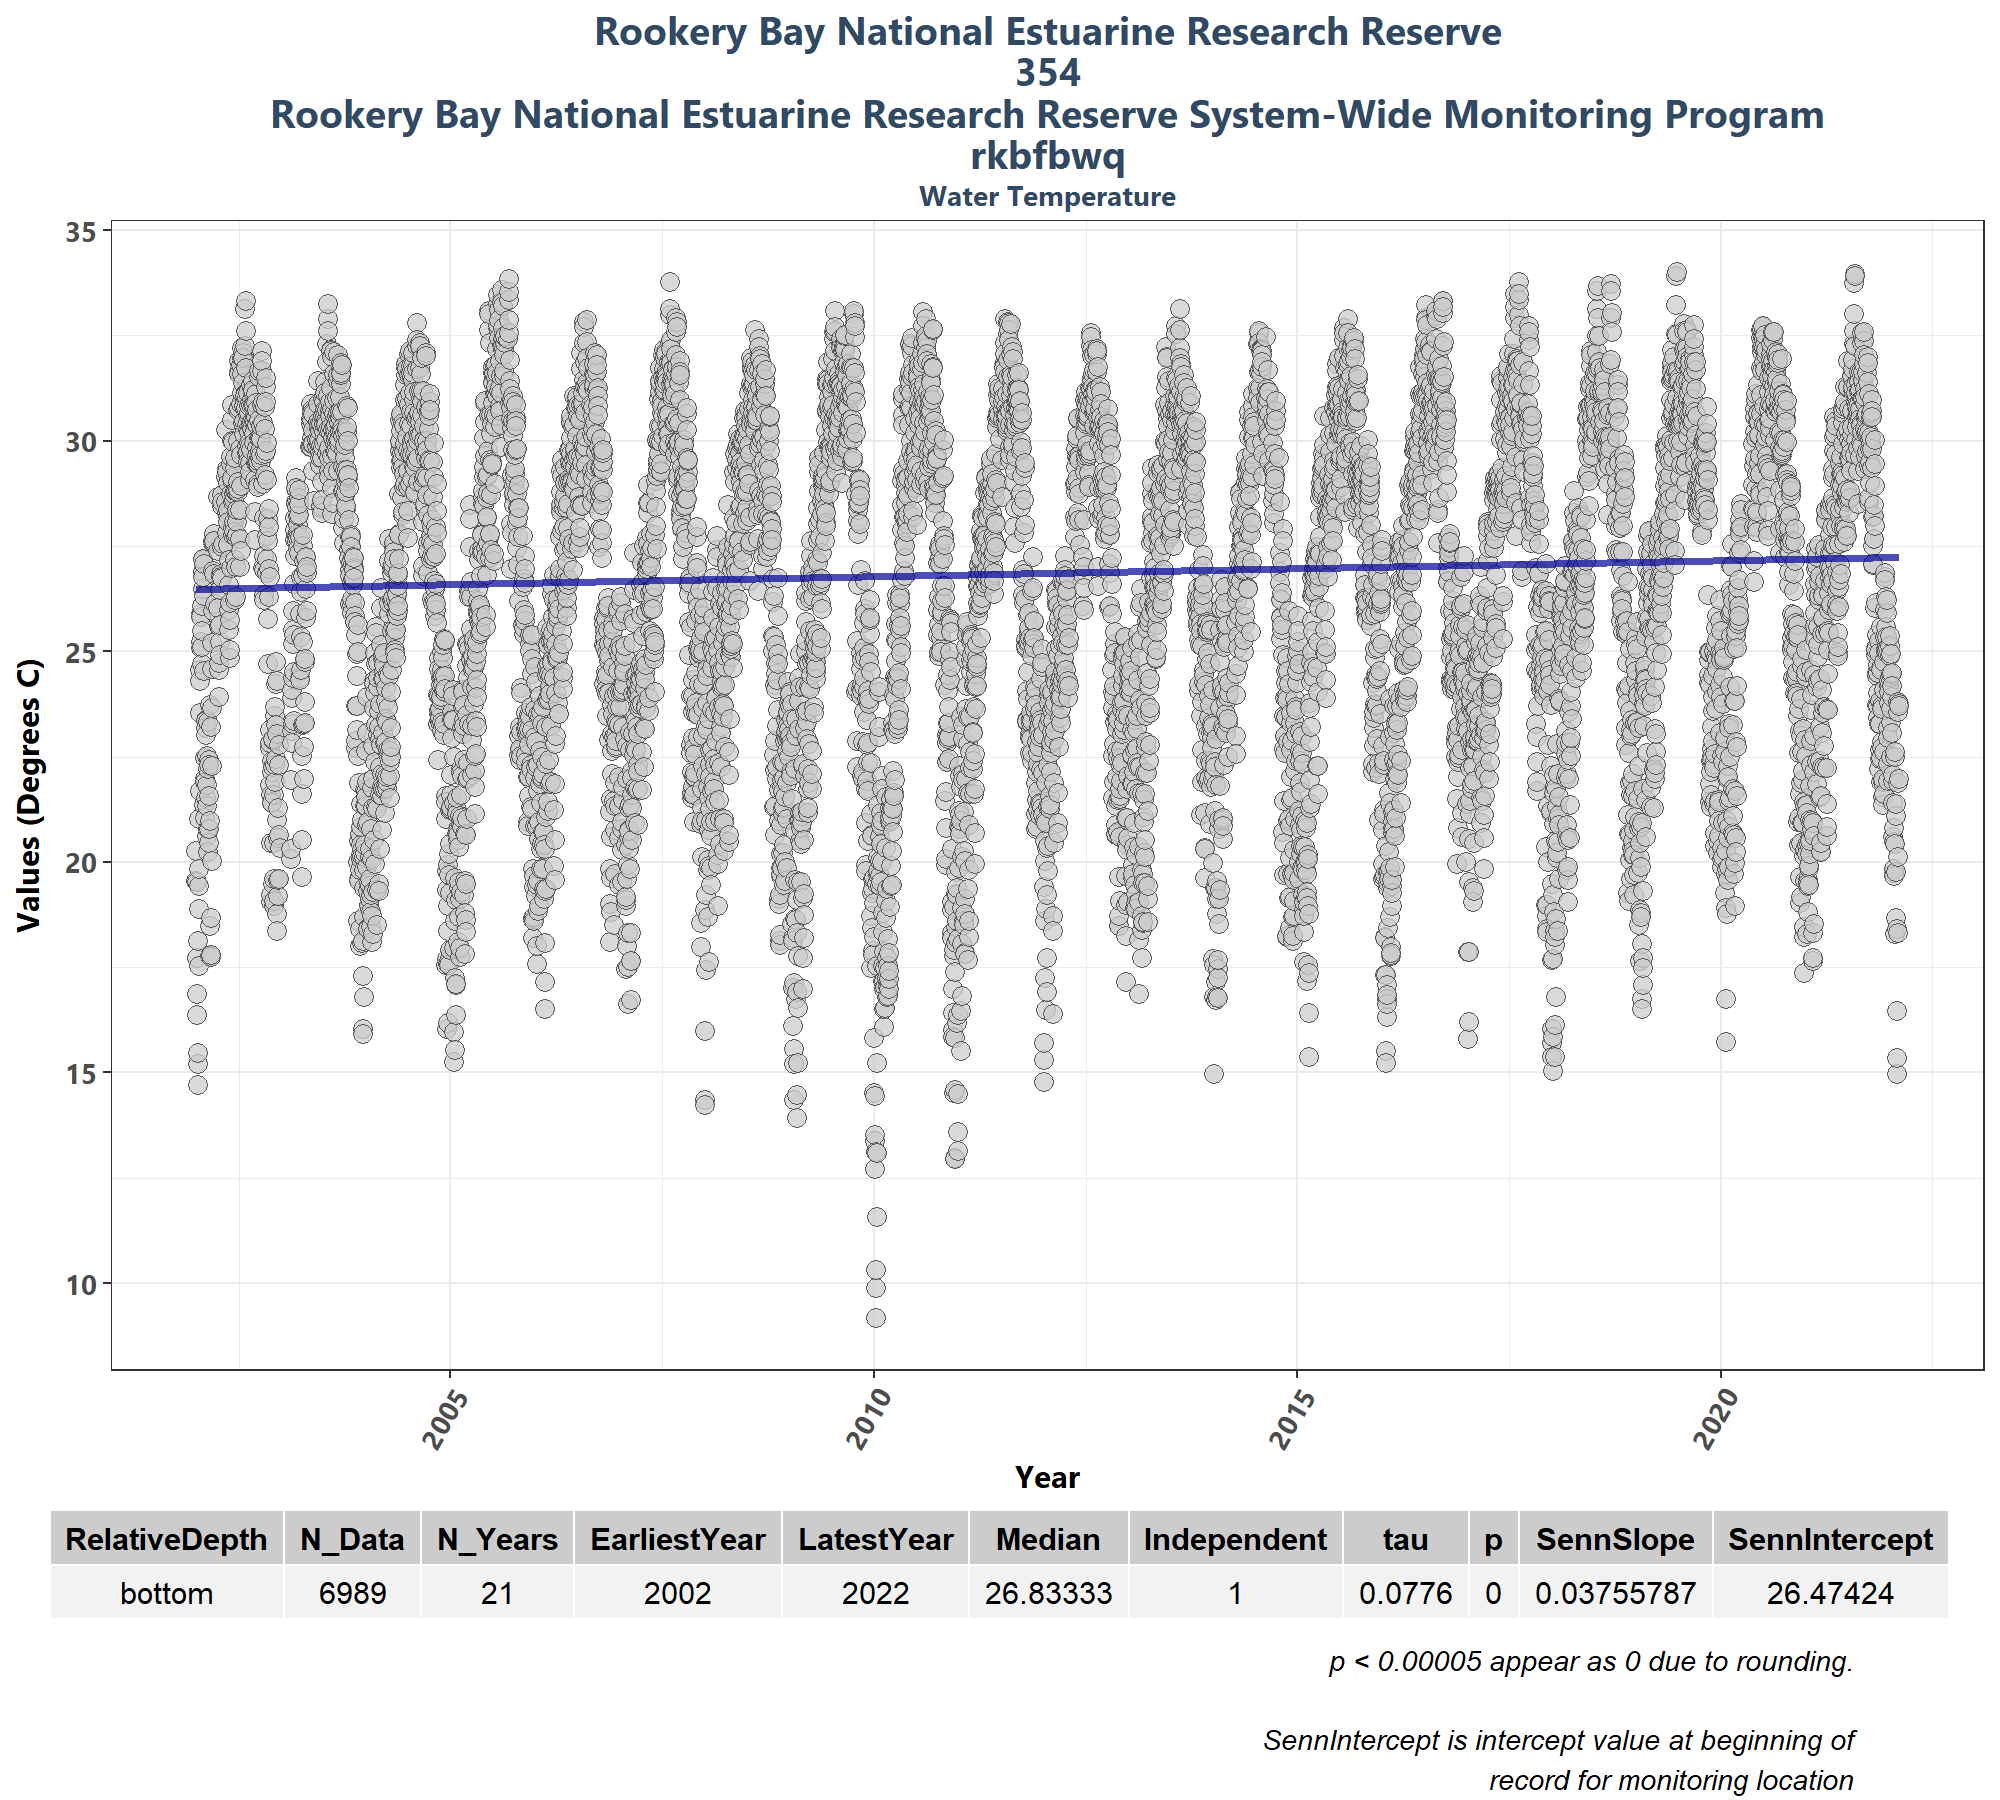 Rookery Bay National Estuarine Research Reserve
354
Rookery Bay National Estuarine Research Reserve System-Wide Monitoring Program
rkbfbwq
Water Temperature
35
30
25
20
15
10
Values (Degrees C)
2005 2010 2015 2020
Year
RelativeDepth N_Data N_Years EarliestYear LatestYear Median Independent tau p SennSlope SennIntercept
bottom 6989 21 2002 2022 26.83333 1 0.0776 0 0.03755787 26.47424
p < 0.00005 appear as 0 due to rounding.
SennIntercept is intercept value at beginning of
record for monitoring location